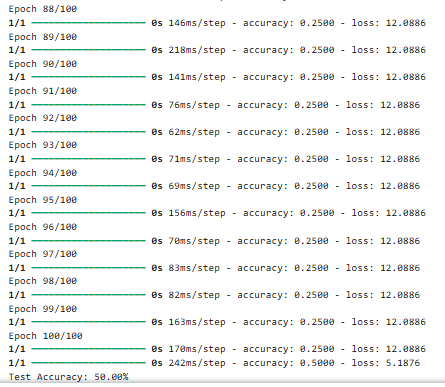 Epoch 88/100
1/1 ━━━━━━━━━━━━━━━━━━━━ 0s 146ms/step - accuracy: 0.2500 - loss: 12.0886
Epoch 89/100
1/1 ━━━━━━━━━━━━━━━━━━━━ 0s 218ms/step - accuracy: 0.2500 - loss: 12.0886
Epoch 90/100
1/1 ━━━━━━━━━━━━━━━━━━━━ 0s 141ms/step - accuracy: 0.2500 - loss: 12.0886
Epoch 91/100
1/1 ━━━━━━━━━━━━━━━━━━━━ 0s 76ms/step - accuracy: 0.2500 - loss: 12.0886
Epoch 92/100
1/1 ━━━━━━━━━━━━━━━━━━━━ 0s 62ms/step - accuracy: 0.2500 - loss: 12.0886
Epoch 93/100
1/1 ━━━━━━━━━━━━━━━━━━━━ 0s 71ms/step - accuracy: 0.2500 - loss: 12.0886
Epoch 94/100
1/1 ━━━━━━━━━━━━━━━━━━━━ 0s 69ms/step - accuracy: 0.2500 - loss: 12.0886
Epoch 95/100
1/1 ━━━━━━━━━━━━━━━━━━━━ 0s 156ms/step - accuracy: 0.2500 - loss: 12.0886
Epoch 96/100
1/1 ━━━━━━━━━━━━━━━━━━━━ 0s 70ms/step - accuracy: 0.2500 - loss: 12.0886
Epoch 97/100
1/1 ━━━━━━━━━━━━━━━━━━━━ 0s 83ms/step - accuracy: 0.2500 - loss: 12.0886
Epoch 98/100
1/1 ━━━━━━━━━━━━━━━━━━━━ 0s 82ms/step - accuracy: 0.2500 - loss: 12.0886
Epoch 99/100
1/1 ━━━━━━━━━━━━━━━━━━━━ 0s 163ms/step - accuracy: 0.2500 - loss: 12.0886
Epoch 100/100
1/1 ━━━━━━━━━━━━━━━━━━━━ 0s 170ms/step - accuracy: 0.2500 - loss: 12.0886
1/1 ━━━━━━━━━━━━━━━━━━━━ 0s 242ms/step - accuracy: 0.5000 - loss: 5.1876
Test Accuracy: 50.00%